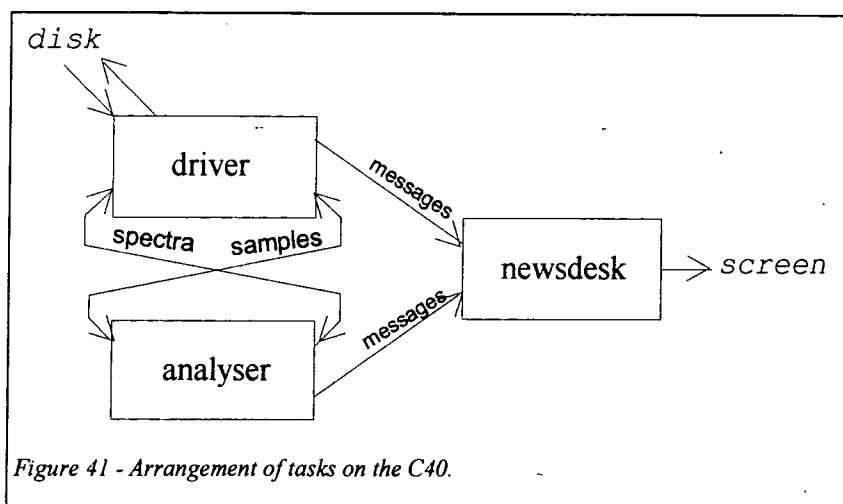 disk
driver
messages
spectra
samples
newsdesk
screen
messages
analyser
Figure 41 - Arrangement of tasks on the C40.